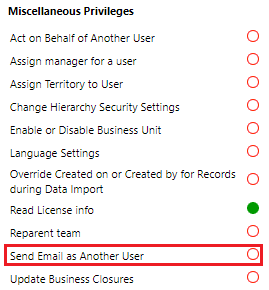 Miscellaneous Privileges
Act on Behalf of Another User
Assign manager for a user
Assign Territory to User
Change Hierarchy Security Settings
Enable or Disable Business Unit
Language Settings
Override Created on or Created by for Records
during Data Import
Read License info
Reparent team
Send Email as Another User
Update Business Closures